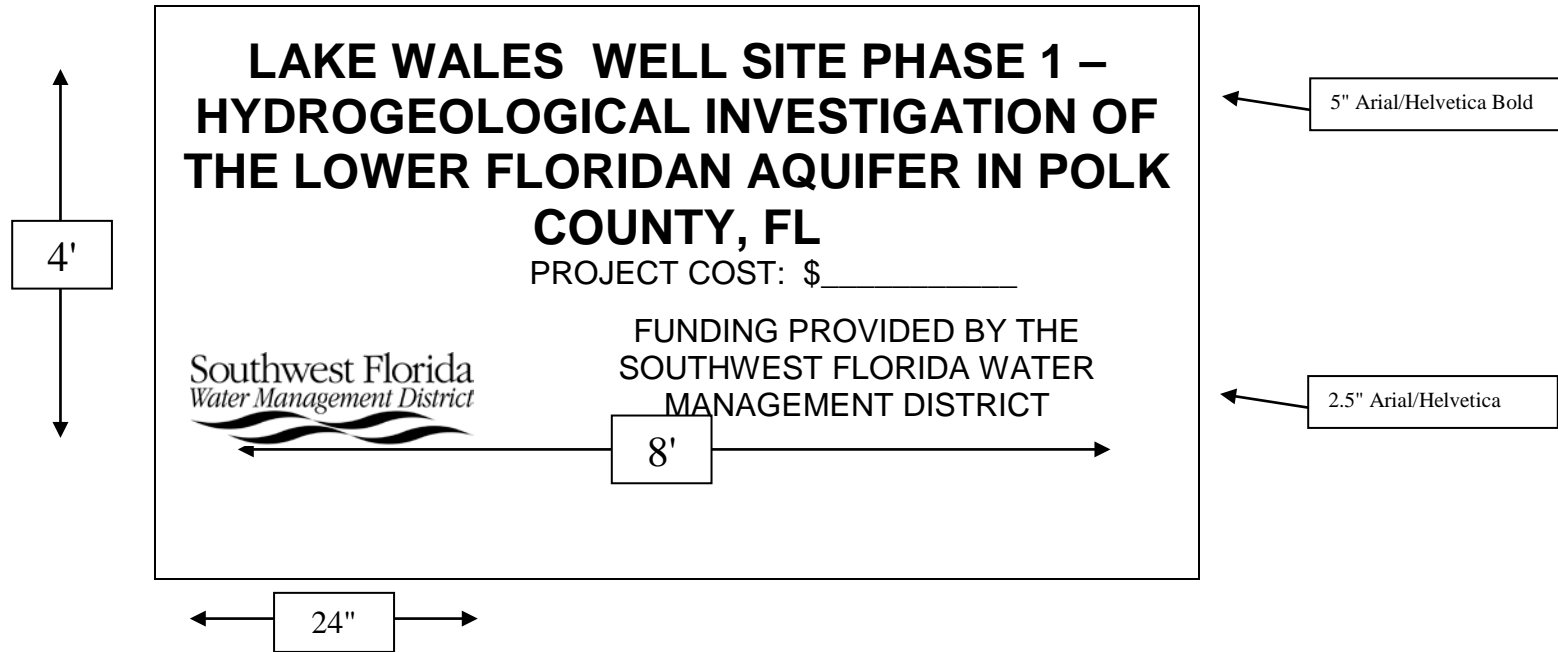 LAKE WALES  WELL SITE PHASE 1 –
HYDROGEOLOGICAL INVESTIGATION OF
THE LOWER FLORIDAN AQUIFER IN POLK
COUNTY, FL
PROJECT COST:  $___________
5" Arial/Helvetica Bold
4'
FUNDING PROVIDED BY THE
SOUTHWEST FLORIDA WATER
MANAGEMENT DISTRICT
Southwest Florida
Water Management District
2.5" Arial/Helvetica
8'
24"